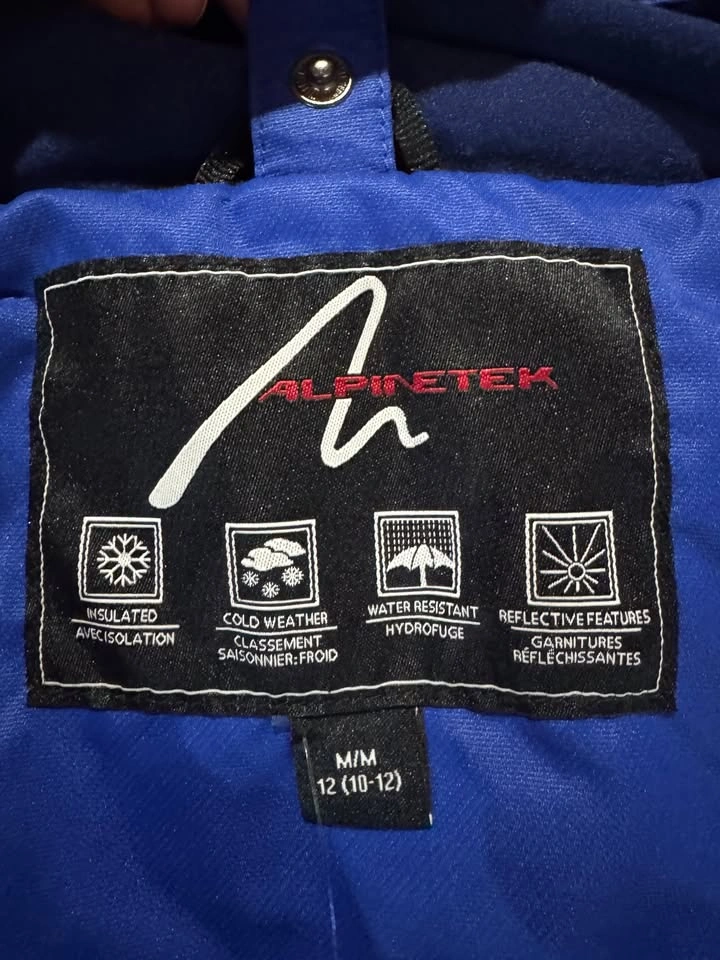 ALPINETEK
INSULATED
AVEC ISOLATION
COLD WEATHER
CLASSEMENT
SAISONNIER: FROID
WATER RESISTANT
HYDROFUGE
REFLECTIVE FEATURES
GARNITURES
RÉFLÉCHISSANTES
M/M
12 (10-12)